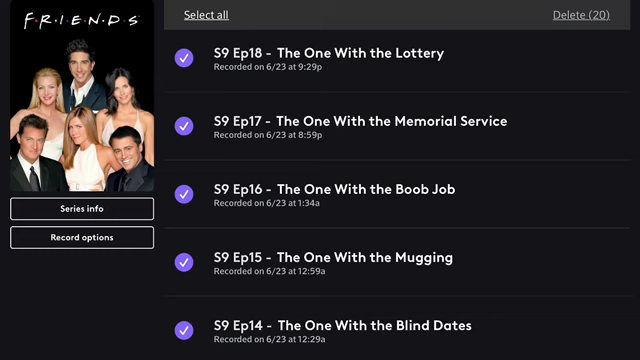 F·R·I·E·N·D·S
Series info
Record options
Select all
Delete (20)
S9 Ep18 - The One With the Lottery
Recorded on 6/23 at 9:29p
S9 Ep17 - The One With the Memorial Service
Recorded on 6/23 at 8:59p
S9 Ep16 - The One With the Boob Job
Recorded on 6/23 at 1:34a
S9 Ep15 - The One With the Mugging
Recorded on 6/23 at 12:59a
S9 Ep14 - The One With the Blind Dates
Recorded on 6/23 at 12:29a